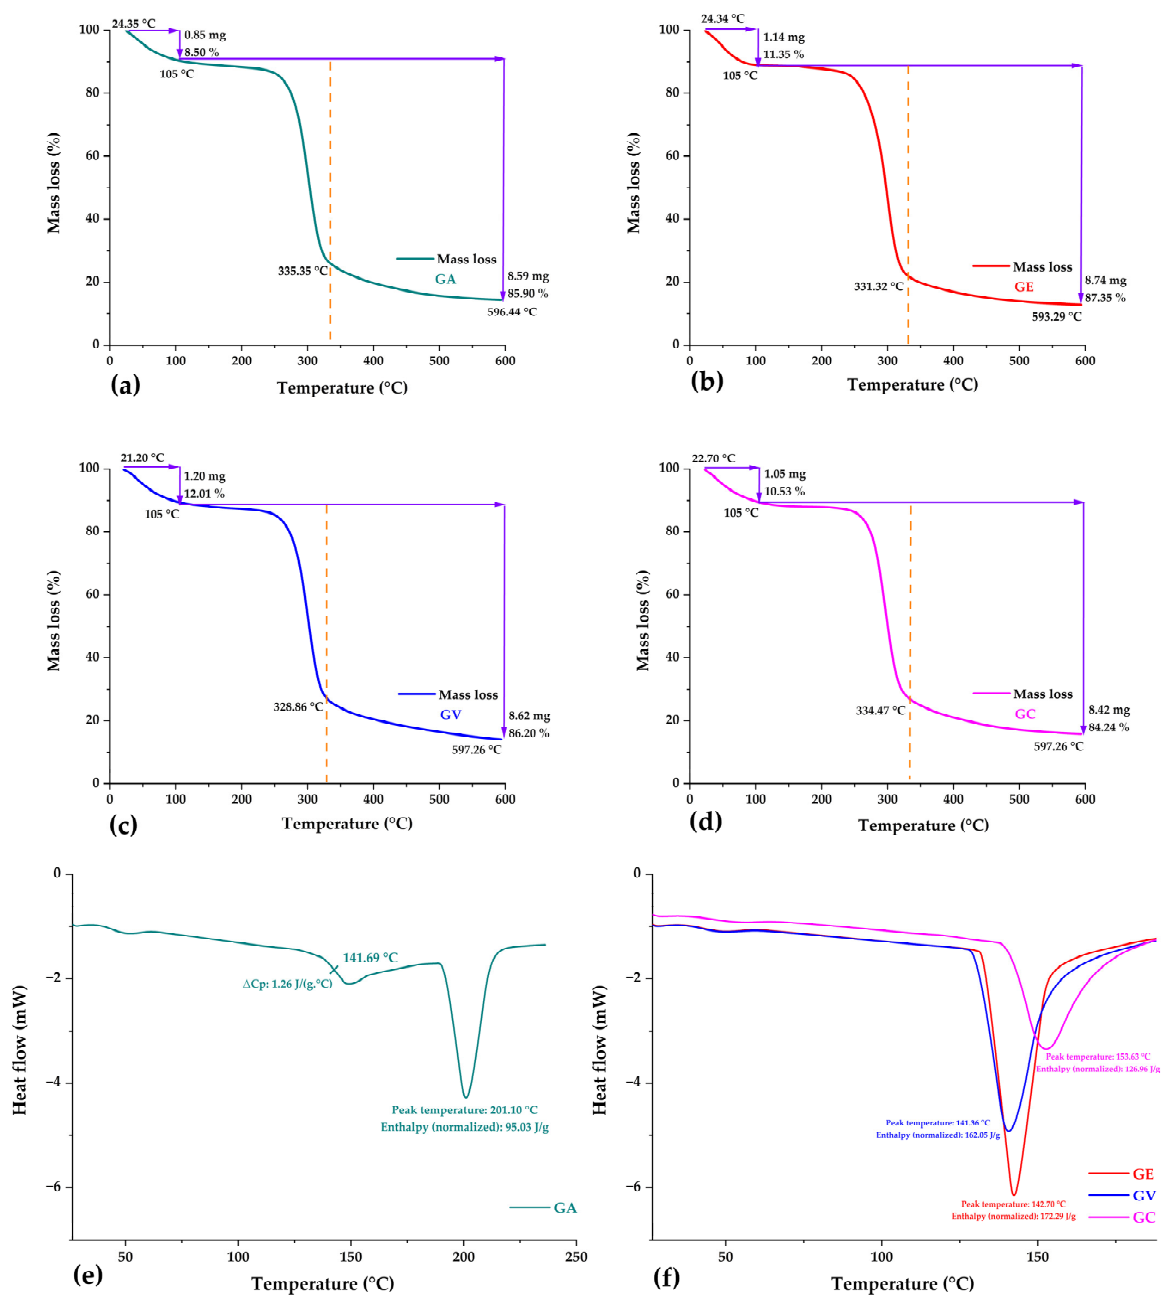 24.35 °C
0.85 mg
8.50 %
105 °C
100
80
60
40
20
0
Mass loss (%)
335.35 °C
Mass loss
GA
8.59 mg
85.90 %
596.44 °C
0 100 200 300 400 500 600
(a)
Temperature (°C)
24.34 °C
1.14 mg
11.35 %
105 °C
100
80
60
40
20
0
Mass loss (%)
331.32 °C
Mass loss
GE
8.74 mg
87.35 %
593.29 °C
0 100 200 300 400 500 600
(b)
Temperature (°C)
21.20 °C
1.20 mg
12.01 %
105 °C
100
80
60
40
20
0
Mass loss (%)
328.86 °C
Mass loss
GV
8.62 mg
86.20 %
597.26 °C
0 100 200 300 400 500 600
(c)
Temperature (°C)
22.70 °C
1.05 mg
10.53 %
105 °C
100
80
60
40
20
0
Mass loss (%)
334.47 °C
Mass loss
GC
8.42 mg
84.24 %
597.26 °C
0 100 200 300 400 500 600
(d)
Temperature (°C)
0
−2
−4
−6
Heat flow (mW)
141.69 °C
ΔCp: 1.26 J/(g.°C)
Peak temperature: 201.10 °C
Enthalpy (normalized): 95.03 J/g
GA
50 100 150 200 250
(e)
Temperature (°C)
0
−2
−4
−6
Heat flow (mW)
Peak temperature: 153.63 °C
Enthalpy (normalized): 126.96 J/g
Peak temperature: 141.36 °C
Enthalpy (normalized): 162.05 J/g
Peak temperature: 142.70 °C
Enthalpy (normalized): 172.29 J/g
GE
GV
GC
50 100 150
(f)
Temperature (°C)